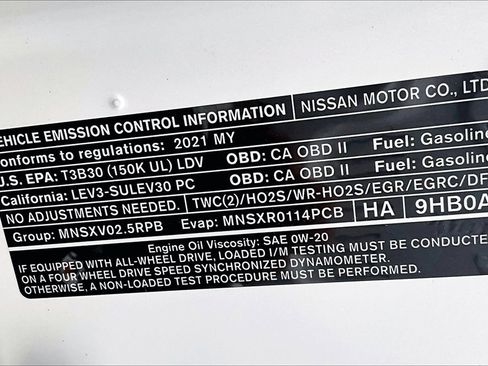 VEHICLE EMISSION CONTROL INFORMATION NISSAN MOTOR CO., LTD
Conforms to regulations: 2021 MY
U.S. EPA: T3B30 (150K UL) LDV OBD: CA OBD II Fuel: Gasoline
California: LEV3-SULEV30 PC OBD: CA OBD II Fuel: Gasoline
NO ADJUSTMENTS NEEDED. TWC(2)/HO2S/WR-HO2S/EGR/EGRC/DF
Group: MNSXV02.5RPB Evap: MNSXR0114PCB HA 9HB0A
Engine Oil Viscosity: SAE 0W-20
IF EQUIPPED WITH ALL-WHEEL DRIVE, LOADED I/M TESTING MUST BE CONDUCTE
ON A FOUR WHEEL DRIVE SPEED SYNCHRONIZED DYNAMOMETER.
OTHERWISE, A NON-LOADED TEST PROCEDURE MUST BE PERFORMED.